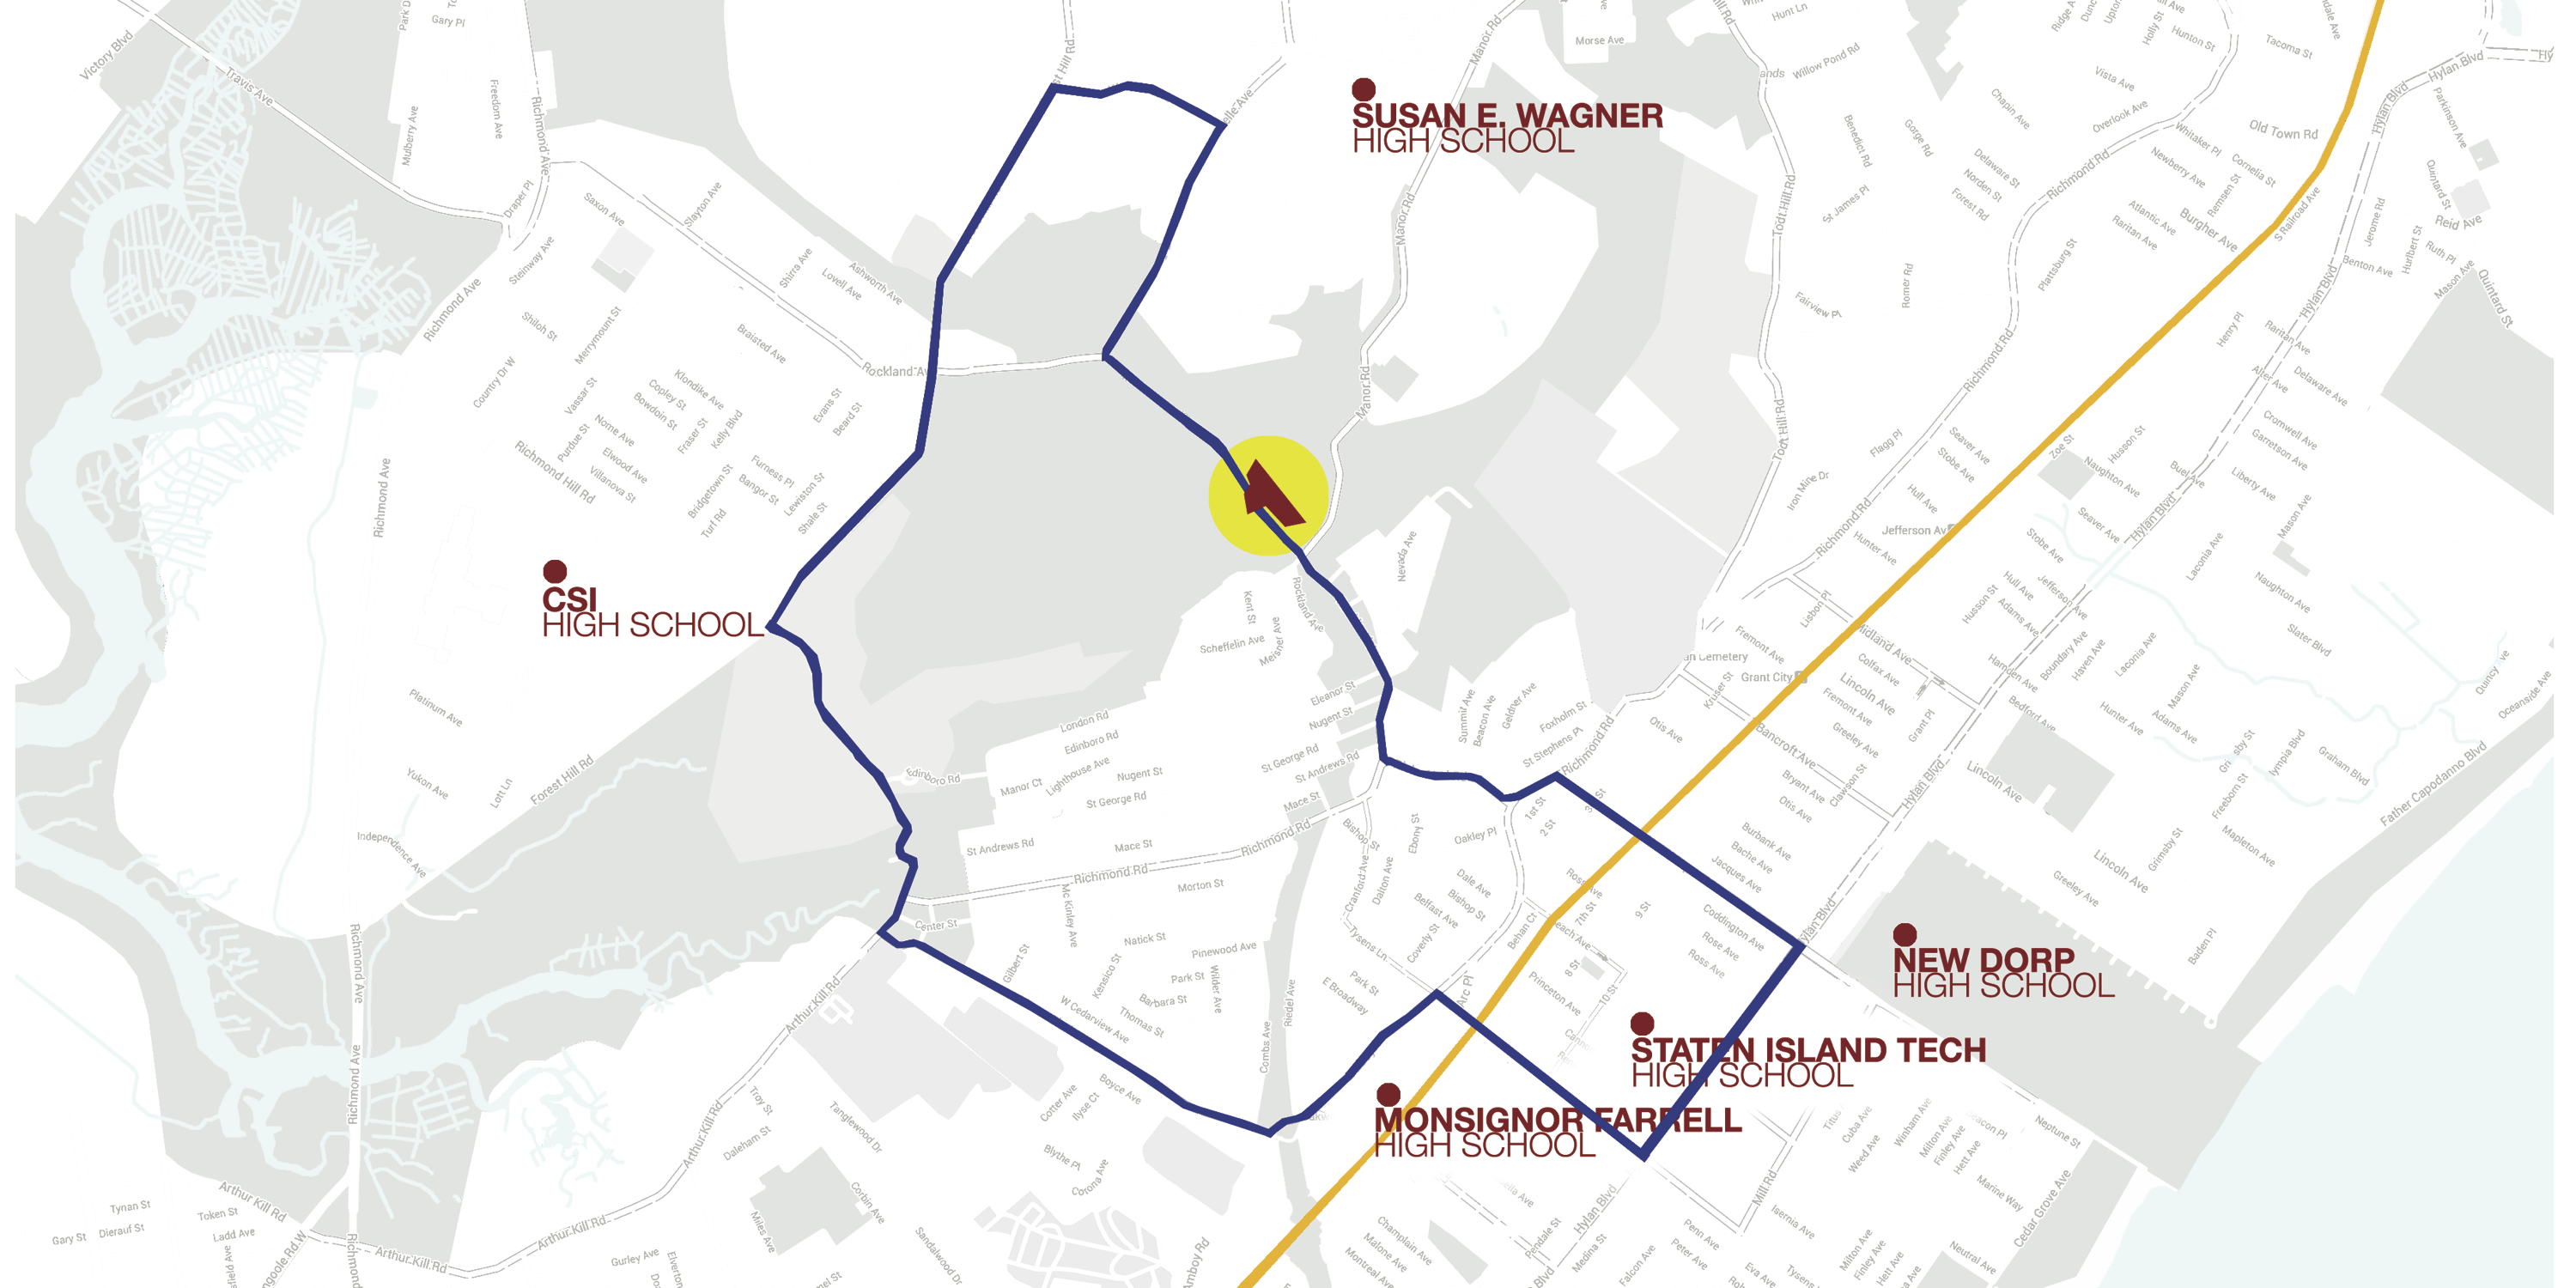 SUSAN E. WAGNER
HIGH SCHOOL
CSI
HIGH SCHOOL
NEW DORP
HIGH SCHOOL
STATEN ISLAND TECH
HIGH SCHOOL
MONSIGNOR FARRELL
HIGH SCHOOL
Victory Blvd
Travis Ave
Gary Pl
Mulberry Ave
Freedom Ave
Richmond Ave
Draper Pl
Steinway Ave
Saxon Ave
Slayton Ave
Shirra Ave
Lowell Ave
Ashworth Ave
Richmond Ave
Shiloh St
Merrymount St
Braisted Ave
Country Dr W
Vassar St
Klondike Ave
Copley St
Bowdoin St
Fraser St
Kelly Blvd
Nome Ave
Purdue St
Elwood Ave
Villanova St
Richmond Hill Rd
Evans St
Beard St
Furness Pl
Bangor St
Bridgetown St
Turf Rd
Lewiston St
Shale St
Richmond Ave
Platinum Ave
Yukon Ave
Lott Ln
Forest Hill Rd
Independence Ave
Morse Ave
Manor Rd
Manor Rd
Manor Rd
Hunt Ln
Willow Pond Rd
Benedict Rd
Gorge Rd
St James Pl
Todt Hill Rd
Todt Hill Rd
Romer Rd
Iron Mine Dr
Flagg Pl
Chapin Ave
Delaware St
Norden St
Forest Rd
Plattsburg St
Richmond Rd
Richmond Rd
Richmond Rd
Holly St
Hunton St
Tacoma St
Vista Ave
Overlook Ave
Whitaker Pl
Old Town Rd
Newberry Ave
Cornelia St
Remsen St
Atlantic Ave
Raritan Ave
Burgher Ave
S Railroad Ave
Hylan Blvd
Hylan Blvd
Hylan Blvd
Parkinson Ave
Quintard St
Reid Ave
Jerome Rd
Hurlbert St
Ruth Pl
Benton Ave
Mason Ave
Quintard St
Henry Pl
Raritan Ave
Alter Ave
Delaware Ave
Cromwell Ave
Garretson Ave
Liberty Ave
Buel Ave
Mason Ave
Zoe St
Husson St
Naughton Ave
Seaver Ave
Stobe Ave
Hull Ave
Jefferson Av
Hunter Ave
Seaver Ave
Stobe Ave
Hylan Blvd
Laconia Ave
Naughton Ave
Slater Blvd
Hull Ave
Jefferson Ave
Adams Ave
Husson St
Lisbon Pl
Midland Ave
Fremont Ave
Grant City
Kruser St
Colfax Ave
Lincoln Ave
Fremont Ave
Greeley Ave
Grant Pl
Boundary Ave
Haven Ave
Laconia Ave
Bedford Ave
Hunter Ave
Adams Ave
Mason Ave
Graham Blvd
Quincy Ave
Oceanside Ave
Father Capodanno Blvd
Freeborn St
Mapleton Ave
Grimsby St
Lincoln Ave
Lincoln Ave
Greeley Ave
Baden Pl
Bancroft Ave
Bryant Ave
Otis Ave
Clawson St
Hylan Blvd
Burbank Ave
Bache Ave
Jacques Ave
Otis Ave
Richmond Rd
Nevada Ave
Kent St
Rockland Ave
Scheffelin Ave
Meisner Ave
Eleanor St
Nugent St
St George Rd
St Andrews Rd
Mace St
Summit Ave
Beacon Ave
Geldner Ave
Foxholm St
St Stephens Pl
London Rd
Edinboro Rd
Lighthouse Ave
Nugent St
Manor Ct
St George Rd
Edinboro Rd
St Andrews Rd
Mace St
Richmond Rd
Richmond Rd
Morton St
Center St
Mc Kinley Ave
Natick St
Pinewood Ave
Gilbert St
Kensico St
Park St
Barbara St
Wilder Ave
Thomas St
W Cedarview Ave
Riedel Ave
Combs Ave
Bishop St
Ebony St
Oakley Pl
1st St
2 St
Cranford Ave
Dalton Ave
Dale Ave
Bishop St
Belfast Ave
Coverly St
Tysens Ln
Park St
E Broadway
Behan Ct
Ross Ave
7th St
9 St
8 St
10 St
Princeton Ave
Coddington Ave
Rose Ave
Ross Ave
Richmond Ave
Richmond Ave
Arthur Kill Rd
Arthur Kill Rd
Troy St
Daleham St
Tanglewood Dr
Cotter Ave
Ilyse Ct
Boyce Ave
Blythe Pl
Corona Ave
Corbin Ave
Miles Ave
Sandalwood Dr
Arthur Kill Rd
Arthur Kill Rd
Arthur Kill Rd
Tynan St
Token St
Gary St
Dierauf St
Ladd Ave
Gurley Ave
Neptune St
Cuba Ave
Weed Ave
Winham Ave
Milton Ave
Finley Ave
Hett Ave
Marine Way
Cedar Grove Ave
Neutral Ave
Mill Rd
Isernia Ave
Hylan Blvd
Penn Ave
Peter Ave
Eva Ave
Medina St
Falcon Ave
Pendale St
Champlain Ave
Malone Ave
Montreal Ave
Milton Ave
Finley Ave
Hett Ave